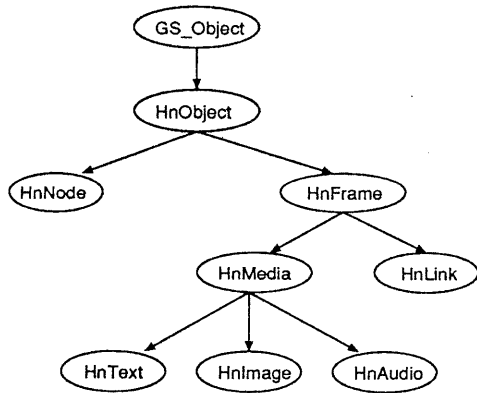 GS_Object
HnObject
HnNode
HnFrame
HnMedia
HnLink
HnText
HnImage
HnAudio